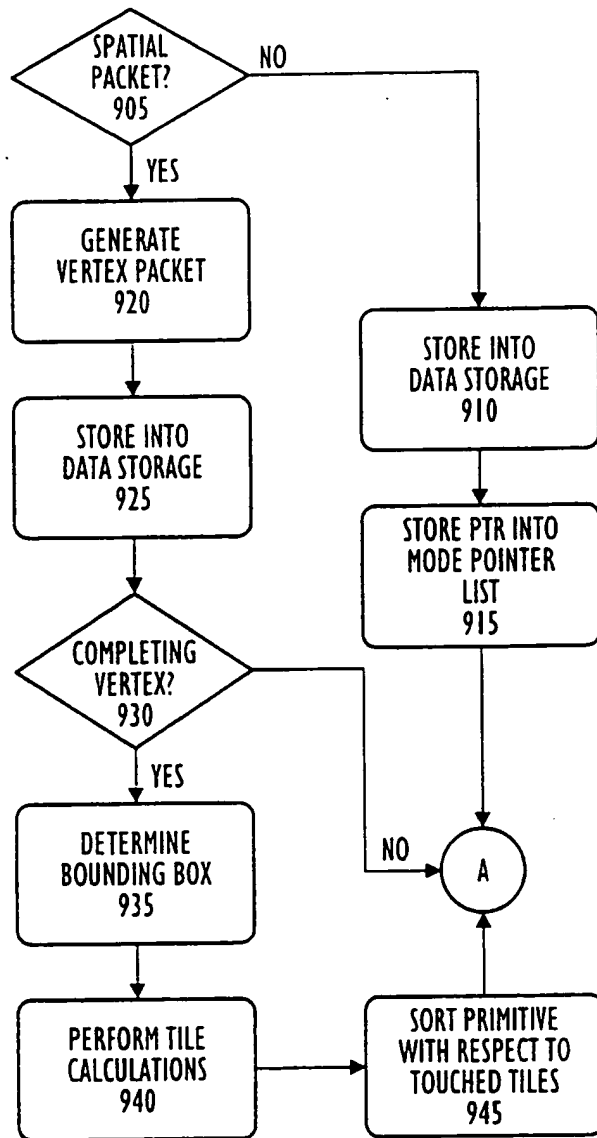 SPATIAL
PACKET?
905
NO
YES
GENERATE
VERTEX PACKET
920
STORE INTO
DATA STORAGE
910
STORE INTO
DATA STORAGE
925
STORE PTR INTO
MODE POINTER
LIST
915
COMPLETING
VERTEX?
930
YES
NO
A
DETERMINE
BOUNDING BOX
935
PERFORM TILE
CALCULATIONS
940
SORT PRIMITIVE
WITH RESPECT TO
TOUCHED TILES
945